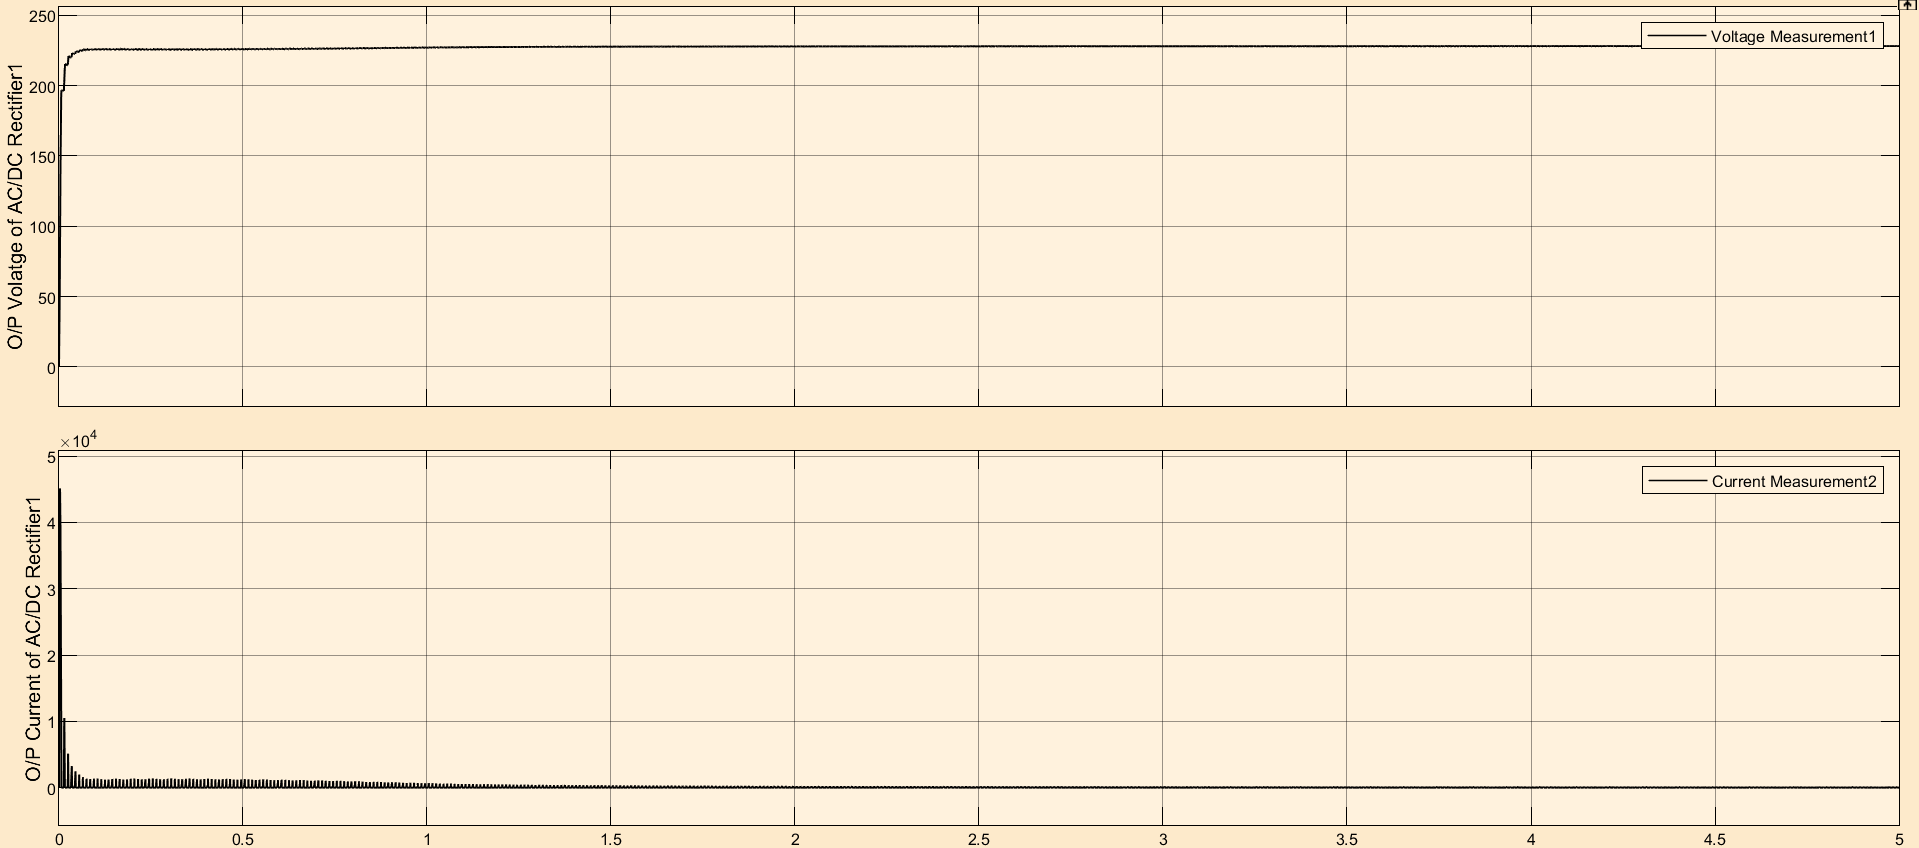 O/P Volatge of AC/DC Rectifier1
250
200
150
100
50
0
Voltage Measurement1
O/P Current of AC/DC Rectifier1
×10^4
5
4
3
2
1
0
Current Measurement2
0 0.5 1 1.5 2 2.5 3 3.5 4 4.5 5